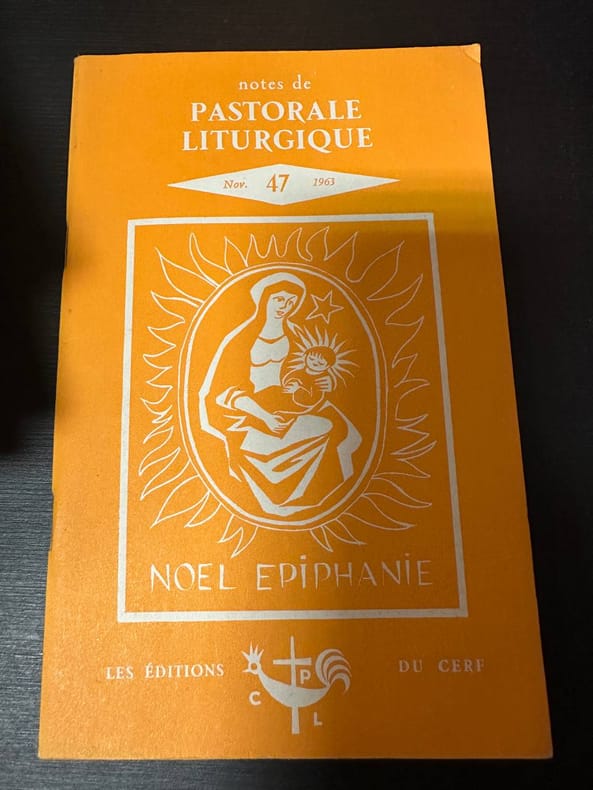 notes de
PASTORALE
LITURGIQUE
Nov. 47 1963
NOEL EPIPHANIE
LES ÉDITIONS DU CERF
C P L